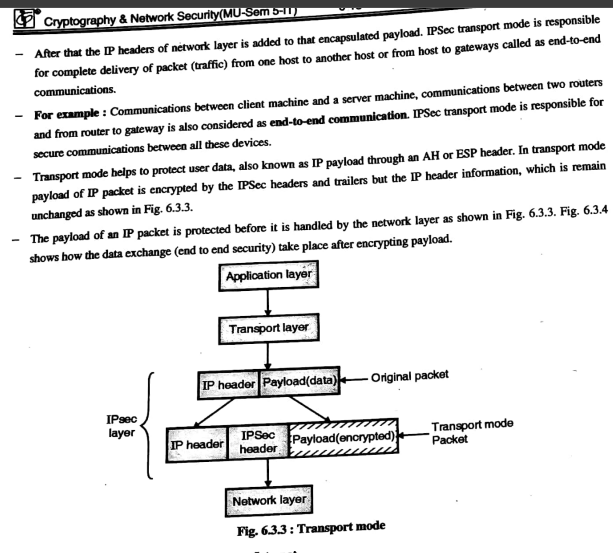 Cryptography & Network Security(MU-Sem 5-IT)
– After that the IP headers of network layer is added to that encapsulated payload. IPSec transport mode is responsible
for complete delivery of packet (traffic) from one host to another host or from host to gateways called as end-to-end
communications.
– For example : Communications between client machine and a server machine, communications between two routers
and from router to gateway is also considered as end-to-end communication. IPSec transport mode is responsible for
secure communications between all these devices.
– Transport mode helps to protect user data, also known as IP payload through an AH or ESP header. In transport mode
payload of IP packet is encrypted by the IPSec headers and trailers but the IP header information, which is remain
unchanged as shown in Fig. 6.3.3.
– The payload of an IP packet is protected before it is handled by the network layer as shown in Fig. 6.3.3. Fig. 6.3.4
shows how the data exchange (end to end security) take place after encrypting payload.
Application layer
Transport layer
IP header Payload(data) Original packet
IPsec
layer
IP header IPSec
header Payload(encrypted) Transport mode
Packet
Network layer
Fig. 6.3.3 : Transport mode